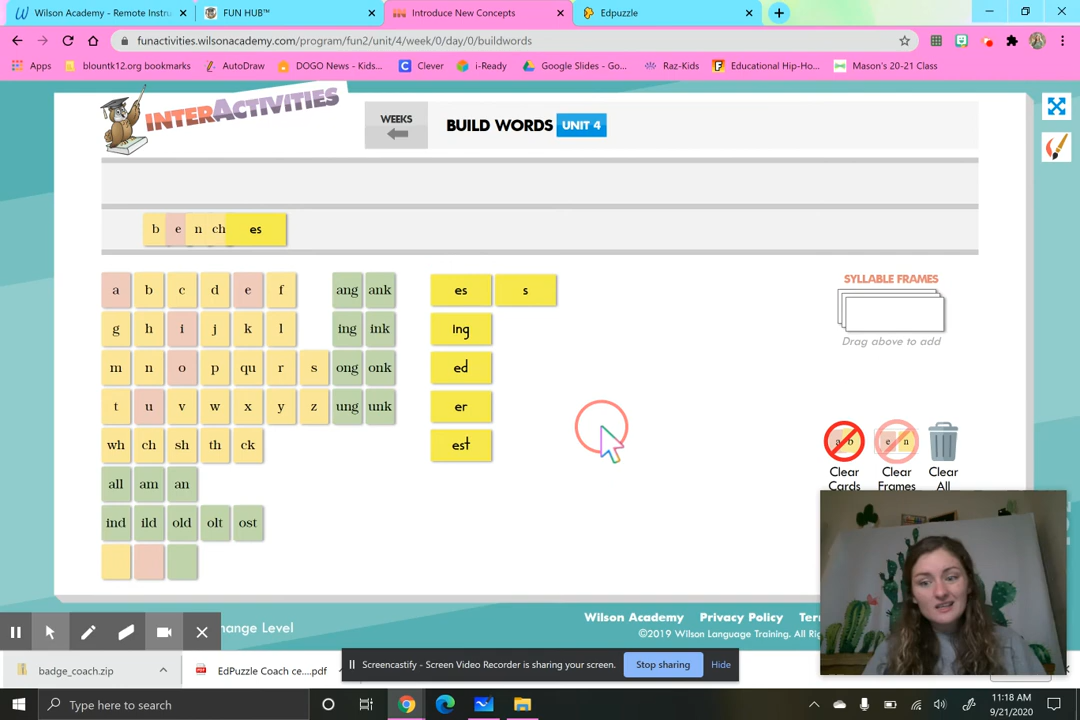 Wilson Academy - Remote Instru
FUN HUB™
Introduce New Concepts
Edpuzzle
funactivities.wilsonacademy.com/program/fun2/unit/4/week/0/day/0/buildwords
Apps
blountk12.org bookmarks
AutoDraw
DOGO News - Kids...
Clever
i-Ready
Google Slides - Go...
Raz-Kids
Educational Hip-Ho...
Mason's 20-21 Class
INTERACTIVITIES
WEEKS
BUILD WORDS UNIT 4
b e n ch es
a b c d e f ang ank es s
g h i j k l ing ink ing
m n o p qu r s ong onk ed
t u v w x y z ung unk er
wh ch sh th ck est
all am an
ind ild old olt ost
SYLLABLE FRAMES
Drag above to add
a b e n
Clear Cards
Clear Frames
Clear All
Wilson Academy Privacy Policy
©2019 Wilson Language Training. All
ange Level
badge_coach.zip
EdPuzzle Coach ce....pdf
Screencastify - Screen Video Recorder is sharing your screen.
Stop sharing
Hide
Type here to search
11:18 AM
9/21/2020